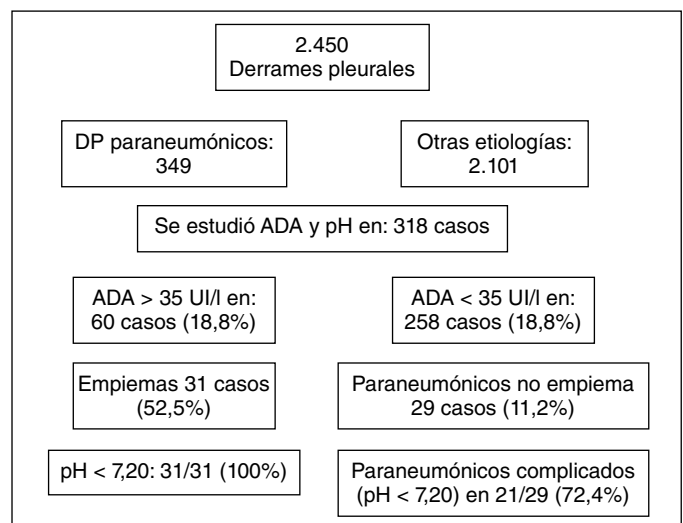 2.450
Derrames pleurales
DP paraneumónicos:
349
Otras etiologías:
2.101
Se estudió ADA y pH en: 318 casos
ADA > 35 UI/l en:
60 casos (18,8%)
ADA < 35 UI/l en:
258 casos (18,8%)
Empiemas 31 casos
(52,5%)
Paraneumónicos no empiema
29 casos (11,2%)
pH < 7,20: 31/31 (100%)
Paraneumónicos complicados
(pH < 7,20) en 21/29 (72,4%)